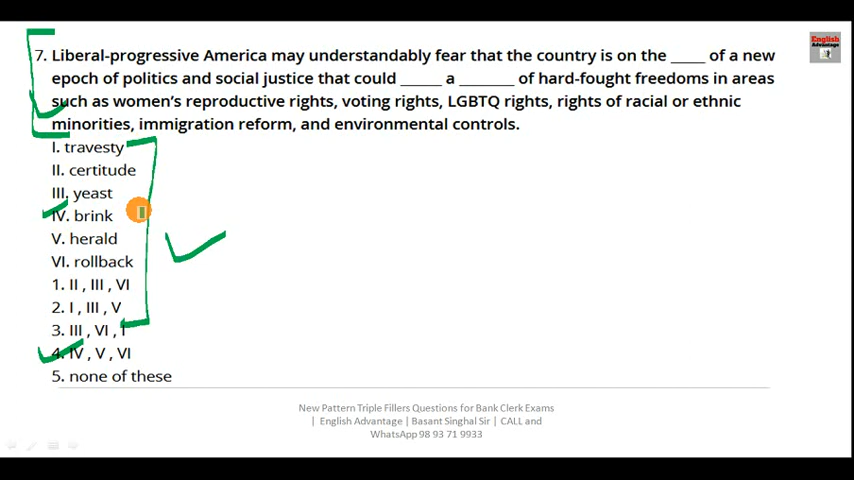 English
Advantage
7. Liberal-progressive America may understandably fear that the country is on the ____ of a new
epoch of politics and social justice that could _____ a _______ of hard-fought freedoms in areas
such as women's reproductive rights, voting rights, LGBTQ rights, rights of racial or ethnic
minorities, immigration reform, and environmental controls.
I. travesty
II. certitude
III. yeast
IV. brink
V. herald
VI. rollback
1. II , III , VI
2. I , III , V
3. III , VI , I
4. IV , V , VI
5. none of these
New Pattern Triple Fillers Questions for Bank Clerk Exams
| English Advantage | Basant Singhal Sir | CALL and
WhatsApp 98 93 71 9933